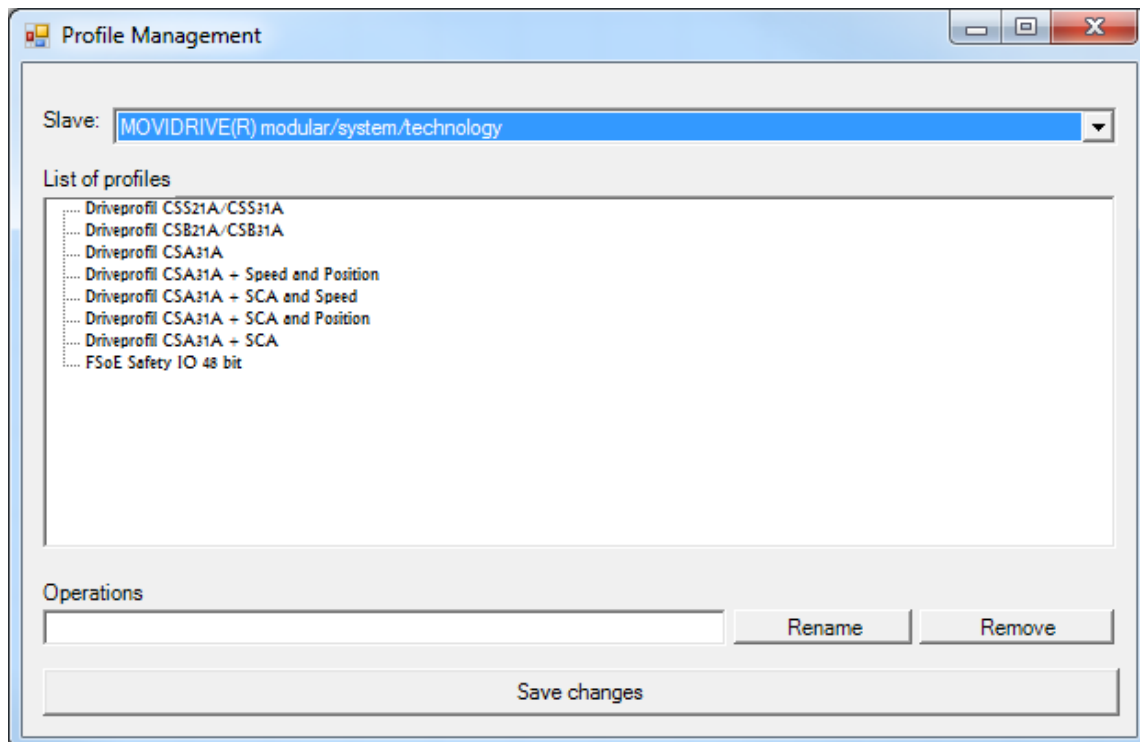 Profile Management
Slave: MOVIDRIVE(R) modular/system/technology
List of profiles
Driveprofil CSS21A/CSS31A
Driveprofil CSB21A/CSB31A
Driveprofil CSA31A
Driveprofil CSA31A + Speed and Position
Driveprofil CSA31A + SCA and Speed
Driveprofil CSA31A + SCA and Position
Driveprofil CSA31A + SCA
FSoE Safety IO 48 bit
Operations
Rename Remove
Save changes